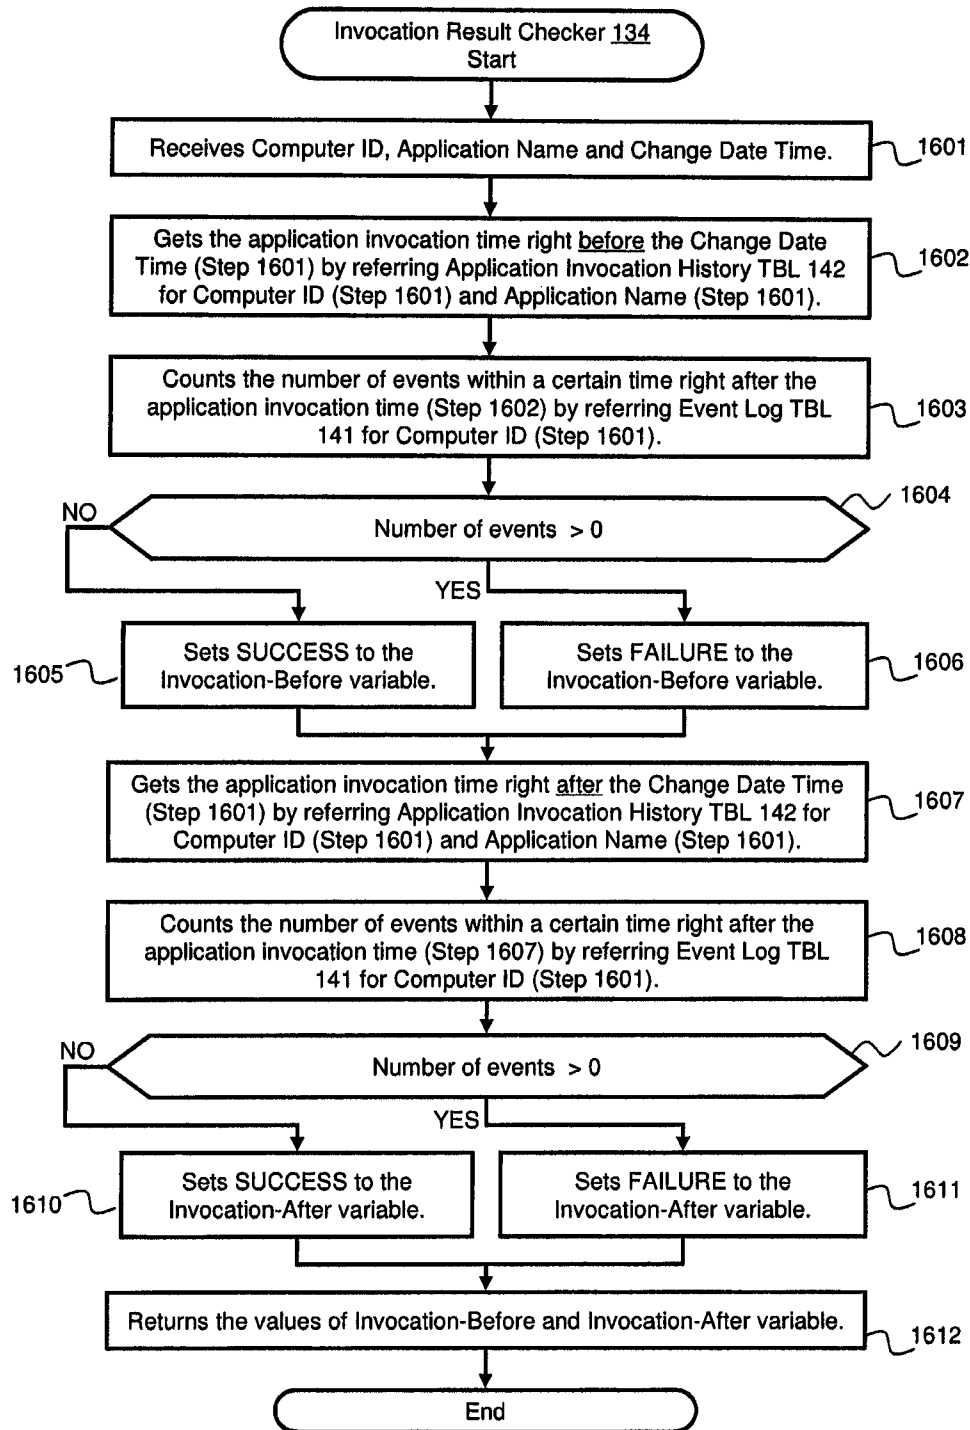 Invocation Result Checker 134
Start
Receives Computer ID, Application Name and Change Date Time.
1601
Gets the application invocation time right before the Change Date
Time (Step 1601) by referring Application Invocation History TBL 142
for Computer ID (Step 1601) and Application Name (Step 1601).
1602
Counts the number of events within a certain time right after the
application invocation time (Step 1602) by referring Event Log TBL
141 for Computer ID (Step 1601).
1603
1604
NO
Number of events > 0
YES
Sets SUCCESS to the
Invocation-Before variable.
1605
Sets FAILURE to the
Invocation-Before variable.
1606
Gets the application invocation time right after the Change Date Time
(Step 1601) by referring Application Invocation History TBL 142 for
Computer ID (Step 1601) and Application Name (Step 1601).
1607
Counts the number of events within a certain time right after the
application invocation time (Step 1607) by referring Event Log TBL
141 for Computer ID (Step 1601).
1608
1609
NO
Number of events > 0
YES
Sets SUCCESS to the
Invocation-After variable.
1610
Sets FAILURE to the
Invocation-After variable.
1611
Returns the values of Invocation-Before and Invocation-After variable.
1612
End